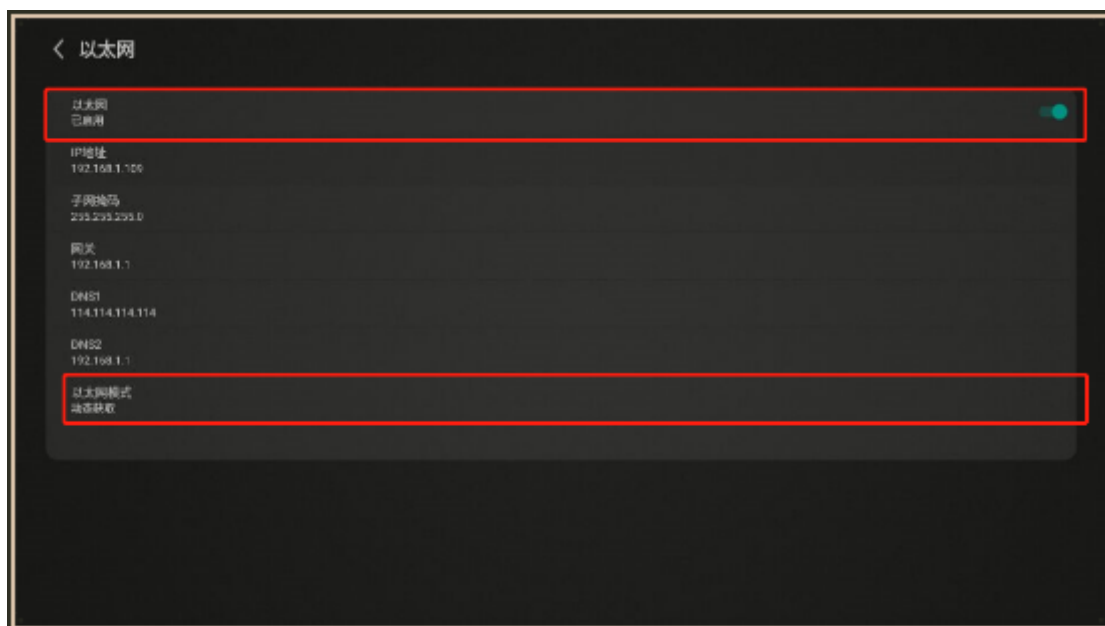 以太网
以太网
已启用
IP地址
192.168.1.109
子网掩码
255.255.255.0
网关
192.168.1.1
DNS1
114.114.114.114
DNS2
192.168.1.1
以太网模式
动态获取